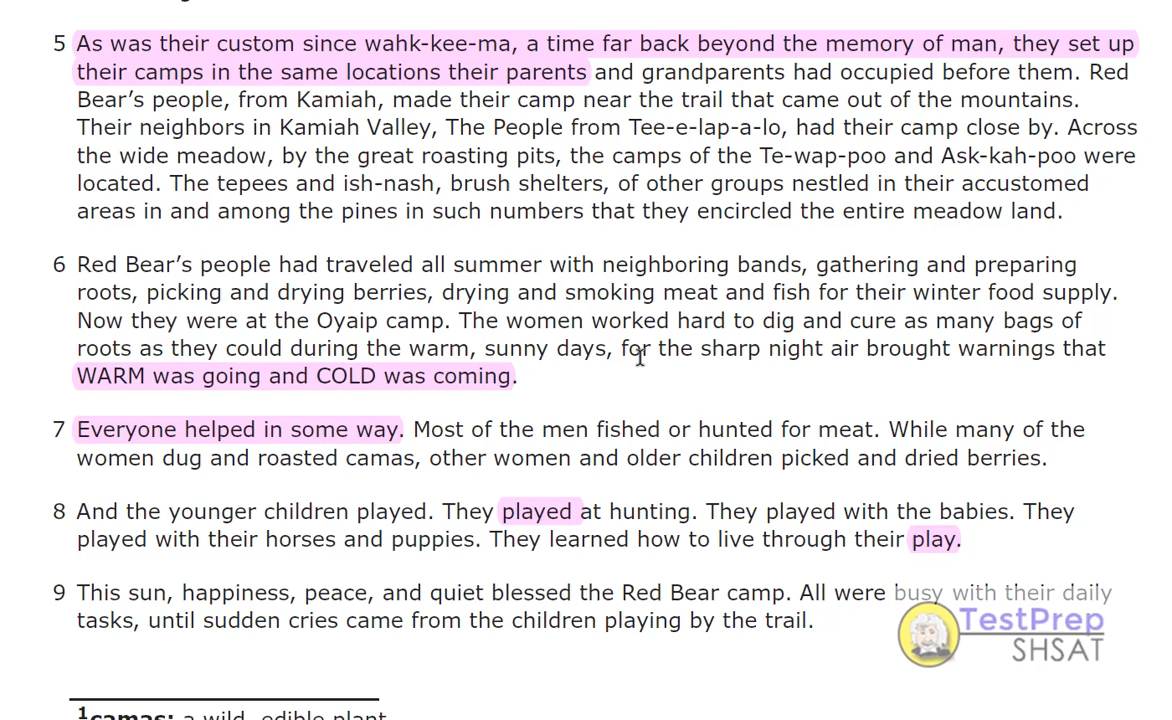 5 As was their custom since wahk-kee-ma, a time far back beyond the memory of man, they set up
their camps in the same locations their parents and grandparents had occupied before them. Red
Bear’s people, from Kamiah, made their camp near the trail that came out of the mountains.
Their neighbors in Kamiah Valley, The People from Tee-e-lap-a-lo, had their camp close by. Across
the wide meadow, by the great roasting pits, the camps of the Te-wap-poo and Ask-kah-poo were
located. The tepees and ish-nash, brush shelters, of other groups nestled in their accustomed
areas in and among the pines in such numbers that they encircled the entire meadow land.
6 Red Bear’s people had traveled all summer with neighboring bands, gathering and preparing
roots, picking and drying berries, drying and smoking meat and fish for their winter food supply.
Now they were at the Oyaip camp. The women worked hard to dig and cure as many bags of
roots as they could during the warm, sunny days, for the sharp night air brought warnings that
WARM was going and COLD was coming.
7 Everyone helped in some way. Most of the men fished or hunted for meat. While many of the
women dug and roasted camas, other women and older children picked and dried berries.
8 And the younger children played. They played at hunting. They played with the babies. They
played with their horses and puppies. They learned how to live through their play.
9 This sun, happiness, peace, and quiet blessed the Red Bear camp. All were busy with their daily
tasks, until sudden cries came from the children playing by the trail.
TestPrep
SHSAT
1camas: a wild, edible plant